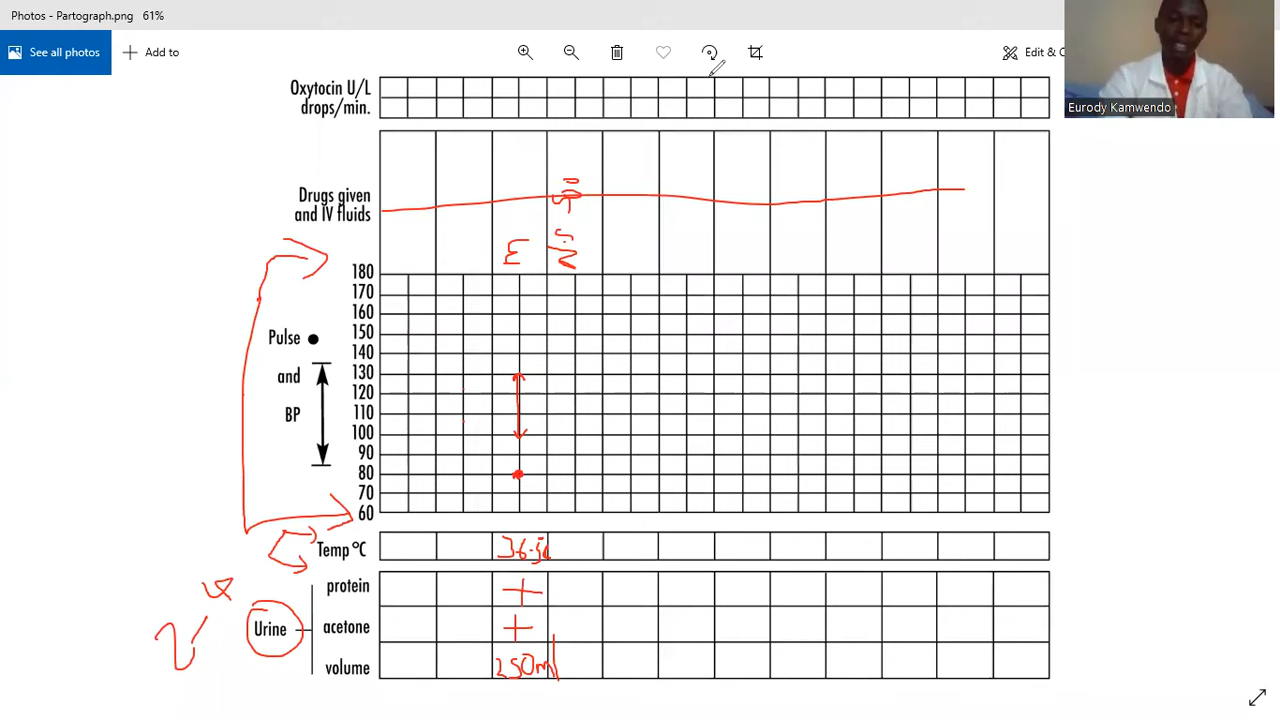 Photos - Partograph.png 61%
See all photos
Add to
Edit & C
Eurody Kamwendo
Oxytocin U/L
drops/min.
Drugs given
and IV fluids
180
170
160
150
140
130
120
110
100
90
80
70
60
Pulse
and
BP
Temp °C
36.5
Urine
protein
+
acetone
+
volume
250ml